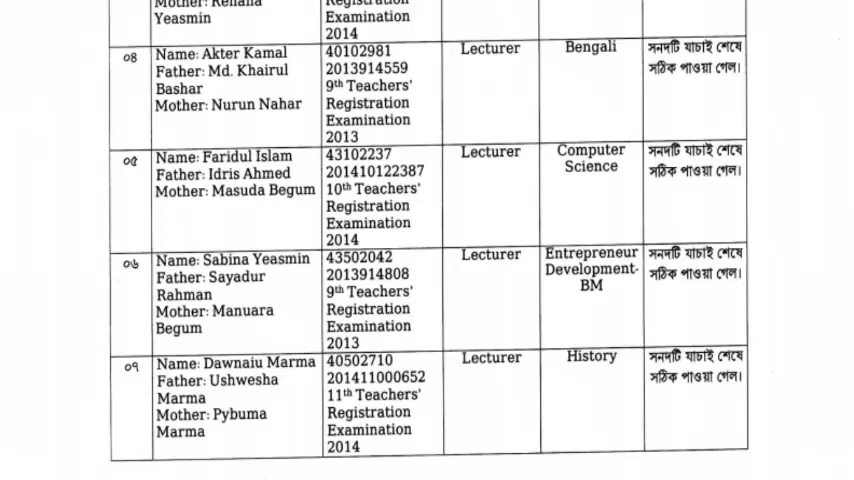 Mother: Rehana
Yeasmin
Registration
Examination
2014
০৪
Name: Akter Kamal
Father: Md. Khairul
Bashar
Mother: Nurun Nahar
40102981
2013914559
9th Teachers'
Registration
Examination
2013
Lecturer
Bengali
সনদটি যাচাই শেষে
সঠিক পাওয়া গেল।
০৫
Name: Faridul Islam
Father: Idris Ahmed
Mother: Masuda Begum
43102237
201410122387
10th Teachers'
Registration
Examination
2014
Lecturer
Computer
Science
সনদটি যাচাই শেষে
সঠিক পাওয়া গেল।
০৬
Name: Sabina Yeasmin
Father: Sayadur
Rahman
Mother: Manuara
Begum
43502042
2013914808
9th Teachers'
Registration
Examination
2013
Lecturer
Entrepreneur
Development-
BM
সনদটি যাচাই শেষে
সঠিক পাওয়া গেল।
০৭
Name: Dawnaiu Marma
Father: Ushwesha
Marma
Mother: Pybuma
Marma
40502710
201411000652
11th Teachers'
Registration
Examination
2014
Lecturer
History
সনদটি যাচাই শেষে
সঠিক পাওয়া গেল।